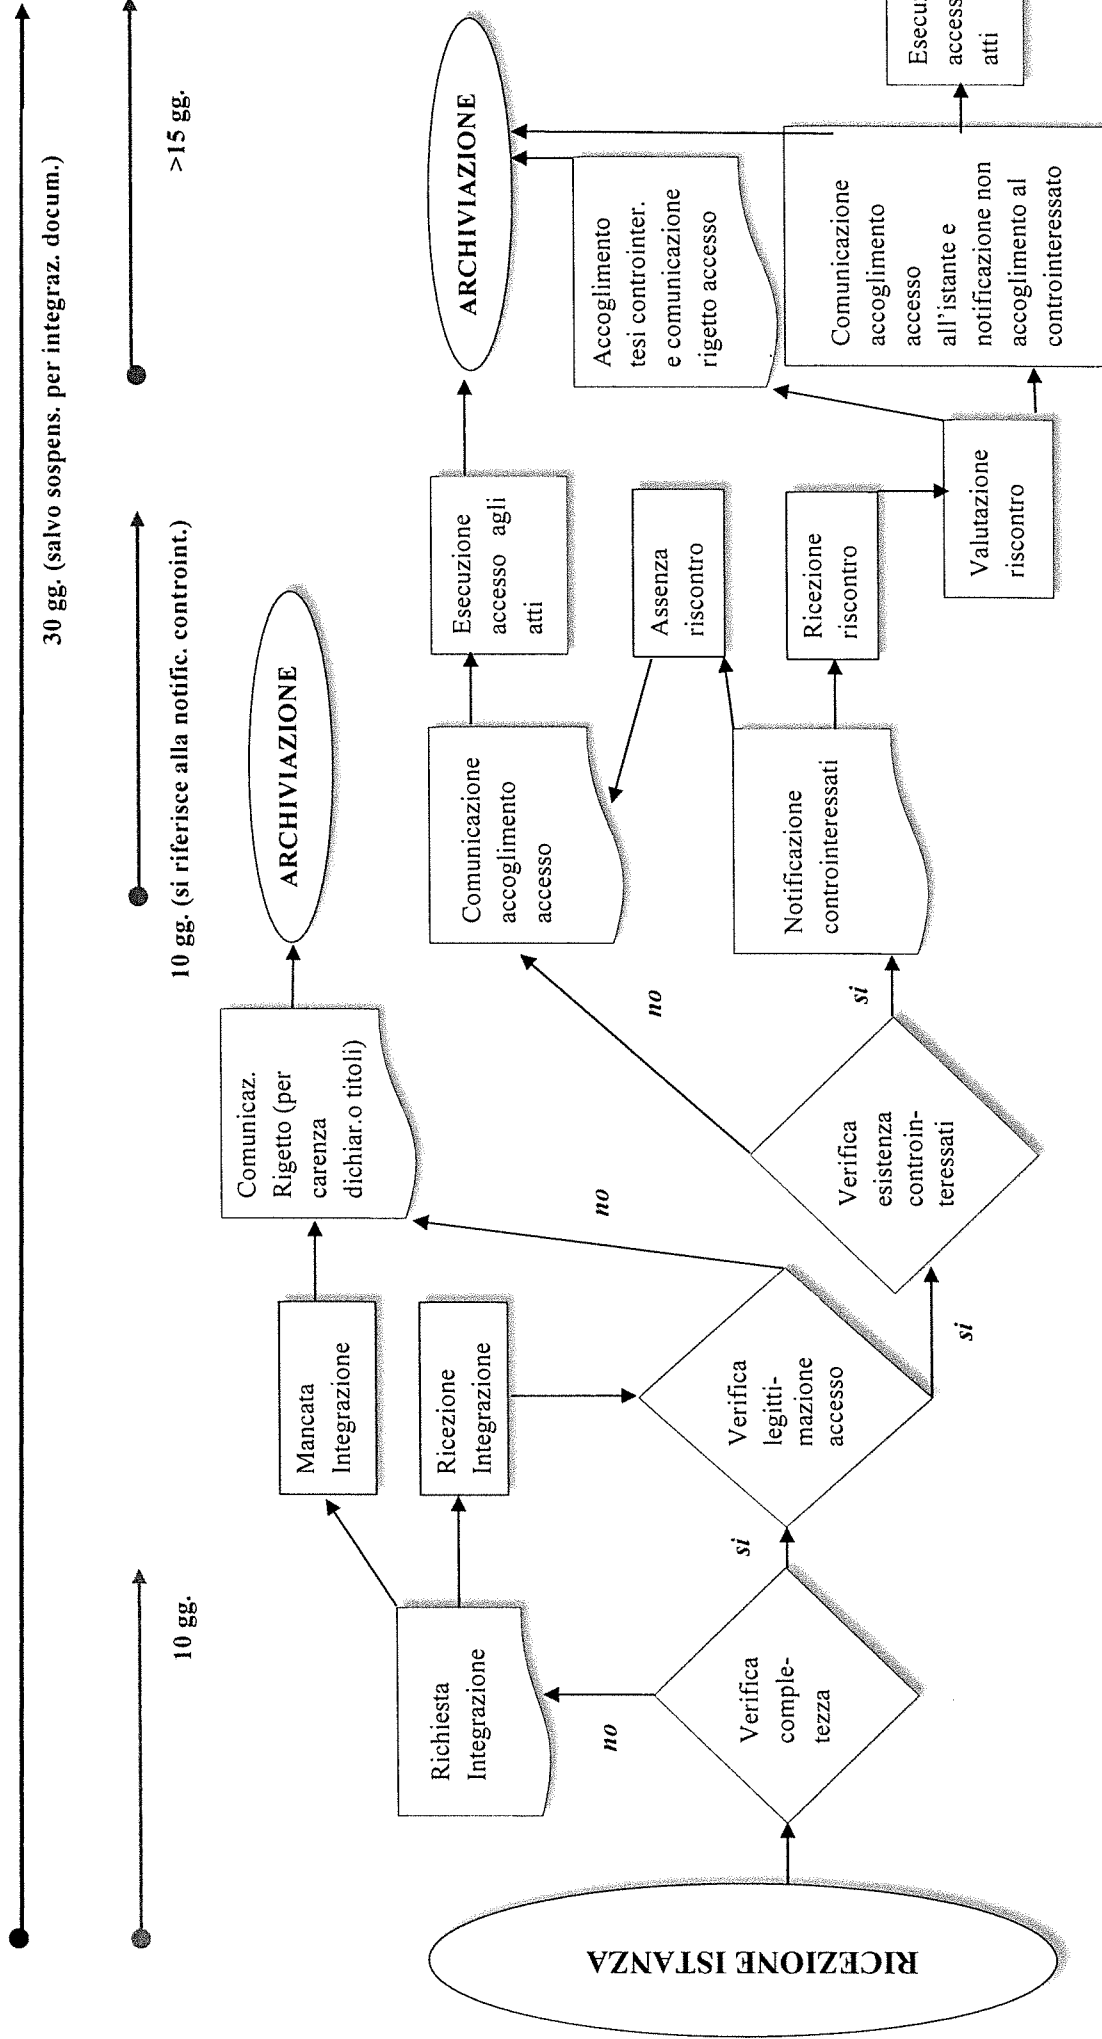 30 gg. (salvo sospens. per integraz. docum.)
10 gg.
10 gg. (si riferisce alla notific. controint.)
>15 gg.
RICEZIONE ISTANZA
Verifica
comple-
tezza
no
si
Richiesta
Integrazione
Mancata
Integrazione
Ricezione
Integrazione
Verifica
legitti-
mazione
accesso
no
si
Comunicaz.
Rigetto (per
carenza
dichiar.o titoli)
ARCHIVIAZIONE
Verifica
esistenza
controin-
teressati
no
si
Comunicazione
accoglimento
accesso
Notificazione
controinteressati
Esecuzione
accesso agli
atti
Assenza
riscontro
Ricezione
riscontro
Valutazione
riscontro
ARCHIVIAZIONE
Accoglimento
tesi controinter.
e comunicazione
rigetto accesso
Comunicazione
accoglimento
accesso
all'istante e
notificazione non
accoglimento al
controinteressato
atti